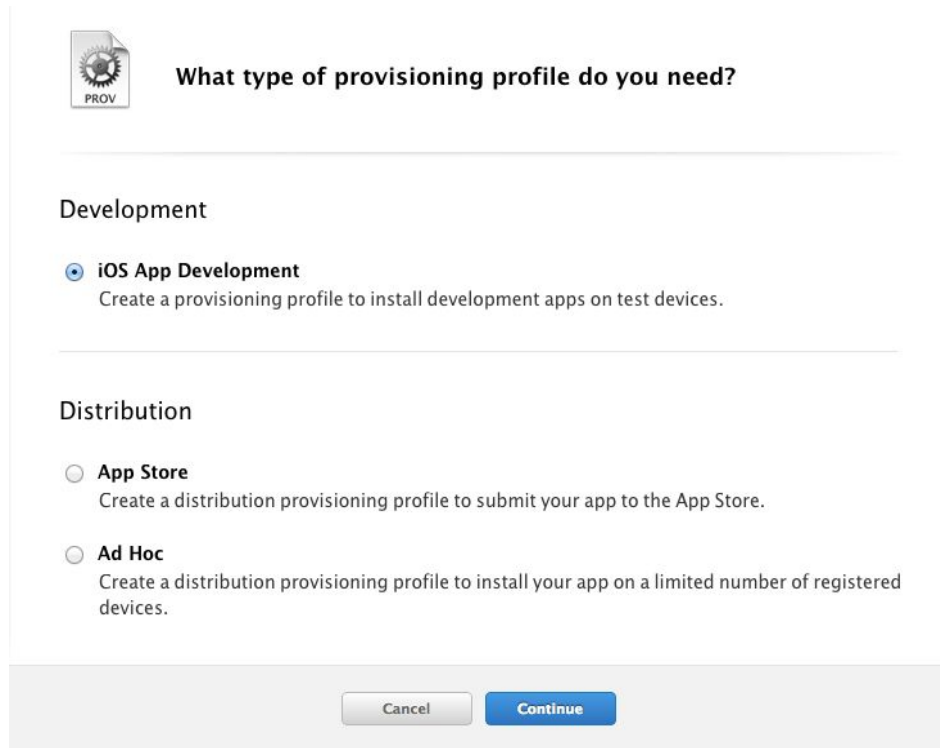 PROV
What type of provisioning profile do you need?
Development
iOS App Development
Create a provisioning profile to install development apps on test devices.
Distribution
App Store
Create a distribution provisioning profile to submit your app to the App Store.
Ad Hoc
Create a distribution provisioning profile to install your app on a limited number of registered
devices.
Cancel
Continue